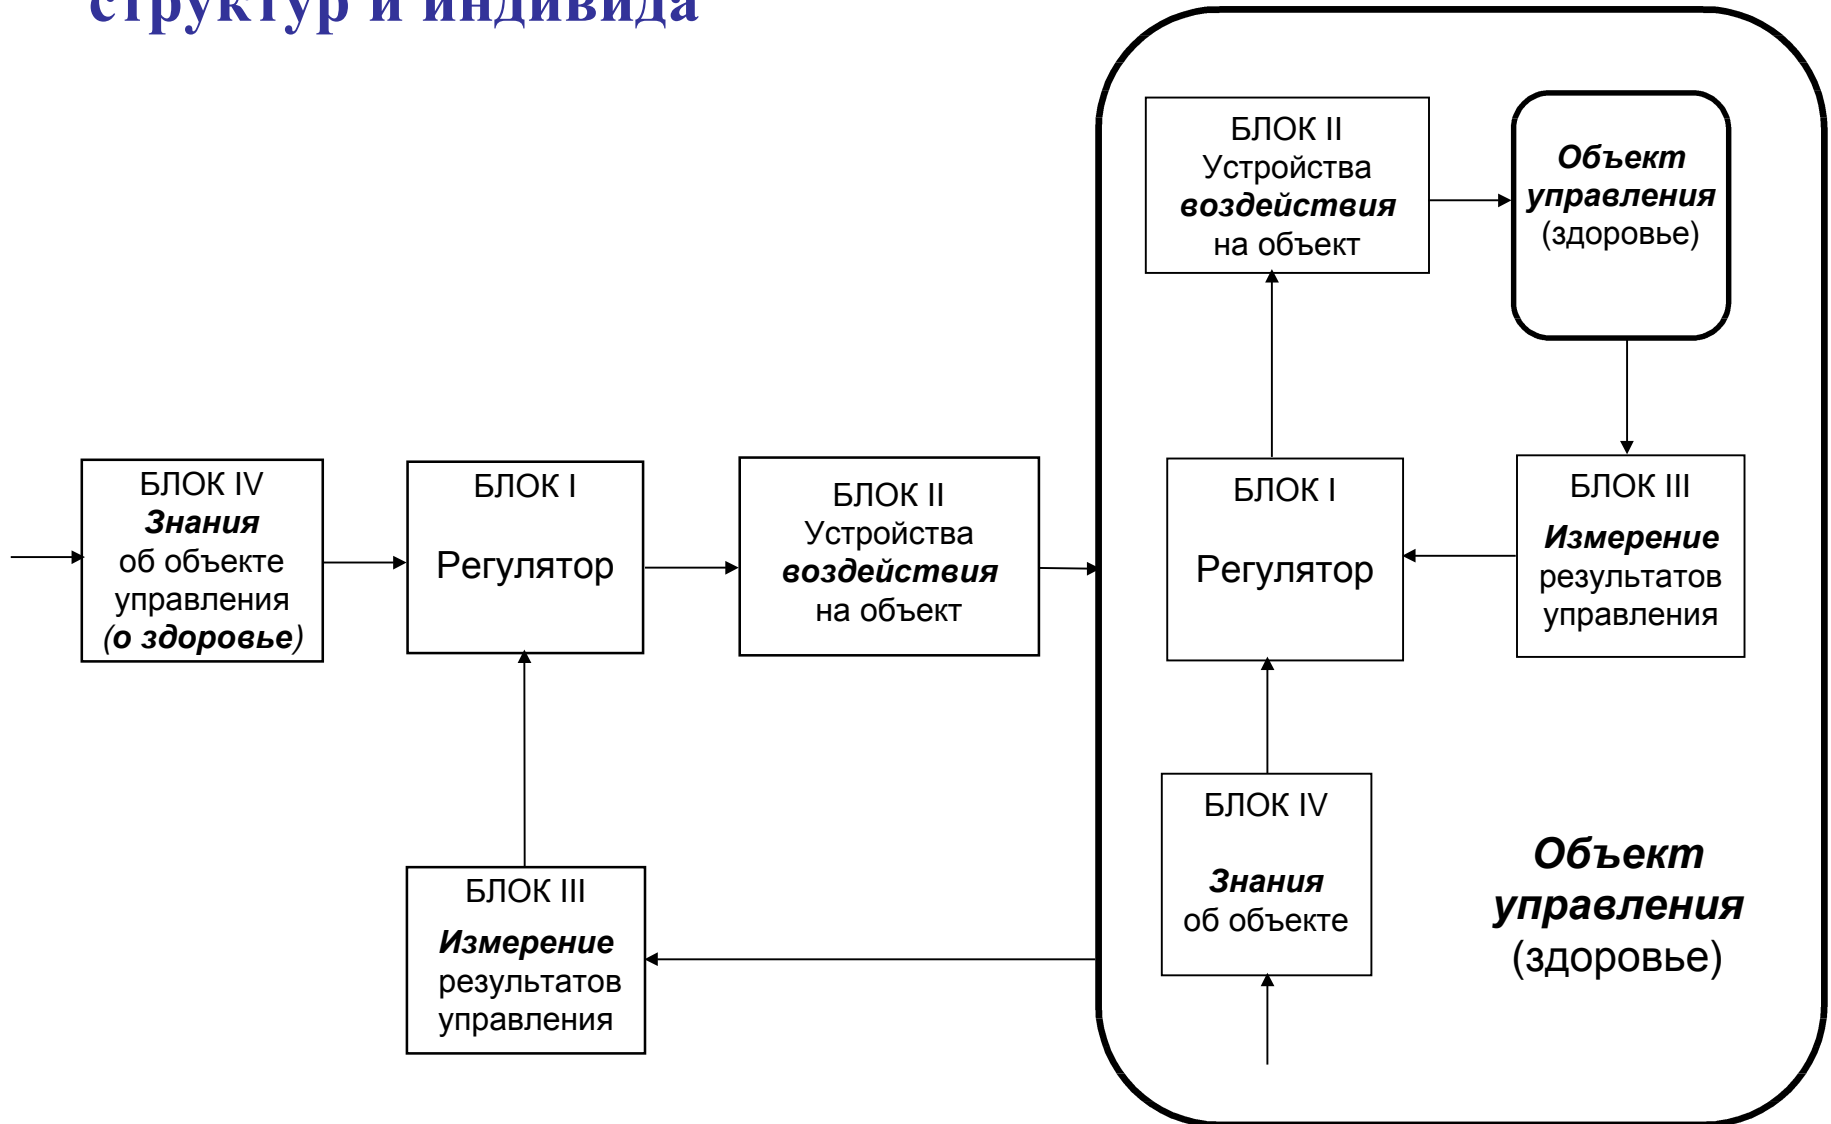 структур и индивида
БЛОК II
Устройства
воздействия
на объект
Объект
управления
(здоровье)
БЛОК IV
Знания
об объекте
управления
(о здоровье)
БЛОК I
Регулятор
БЛОК II
Устройства
воздействия
на объект
БЛОК I
Регулятор
БЛОК III
Измерение
результатов
управления
БЛОК III
Измерение
результатов
управления
БЛОК IV
Знания
об объекте
Объект
управления
(здоровье)